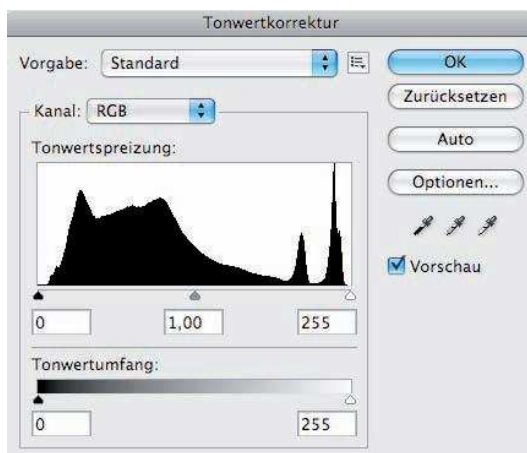 Tonwertkorrektur
Vorgabe: Standard
OK
Zurücksetzen
Kanal: RGB
Auto
Tonwertspreizung:
Optionen...
Vorschau
0 1,00 255
Tonwertumfang:
0 255